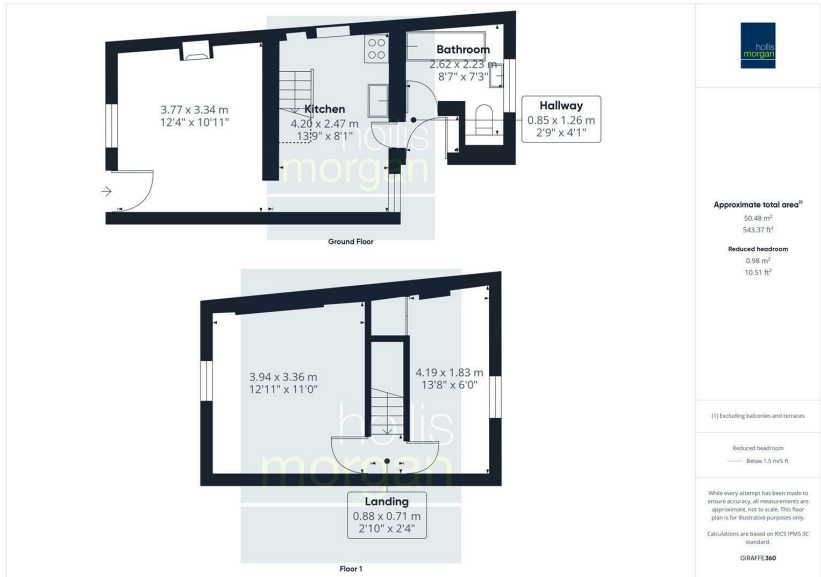 Bathroom
2.62 x 2.23 m
8'7" x 7'3"
3.77 x 3.34 m
12'4" x 10'11"
Kitchen
4.20 x 2.47 m
13'9" x 8'1"
Hallway
0.85 x 1.26 m
2'9" x 4'1"
hollis
morgan
Ground Floor
3.94 x 3.36 m
12'11" x 11'0"
4.19 x 1.83 m
13'8" x 6'0"
hollis
morgan
Landing
0.88 x 0.71 m
2'10" x 2'4"
Floor 1
hollis
morgan
Approximate total area(1)
50.48 m²
543.37 ft²
Reduced headroom
0.98 m²
10.51 ft²
(1) Excluding balconies and terraces
Reduced headroom
Below 1.5 m/5 ft
While every attempt has been made to
ensure accuracy, all measurements are
approximate, not to scale. This floor
plan is for illustrative purposes only.
Calculations are based on RICS IPMS 3C
standard.
GIRAFFE360